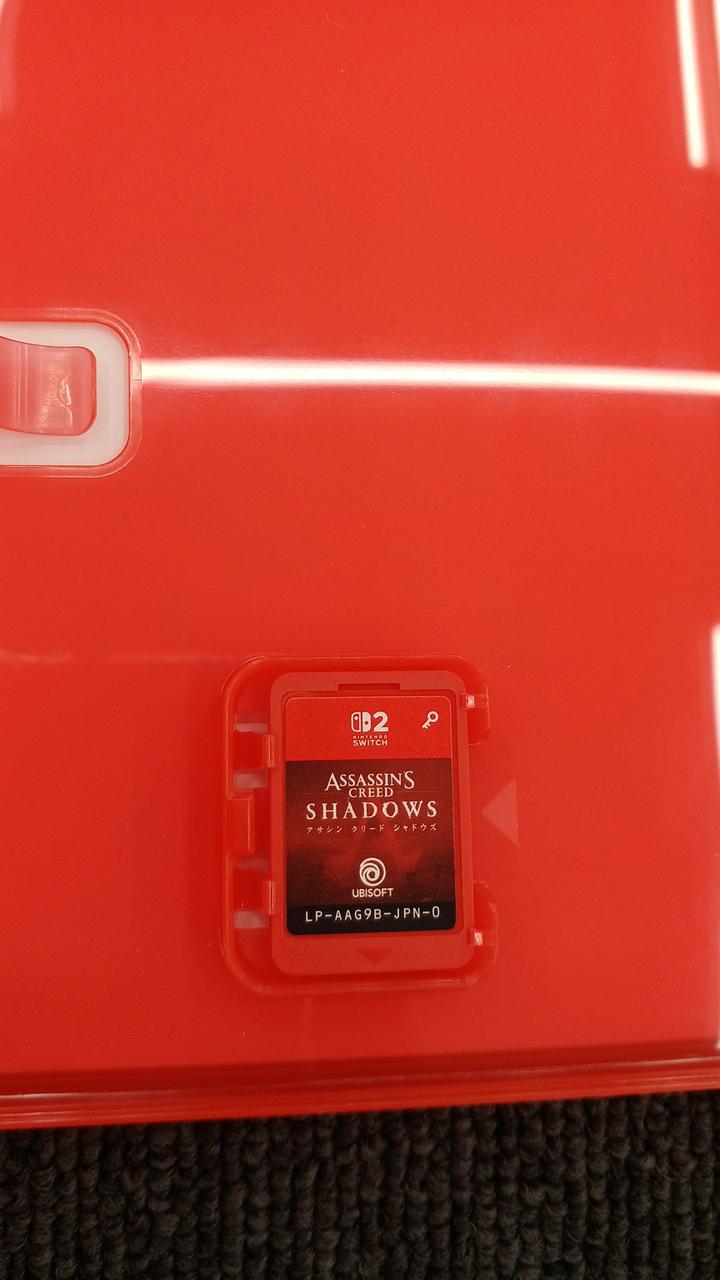 2
NINTENDO
SWITCH
ASSASSIN'S
CREED
SHADOWS
アサシン クリード シャドウズ
UBISOFT
LP-AAG9B-JPN-0